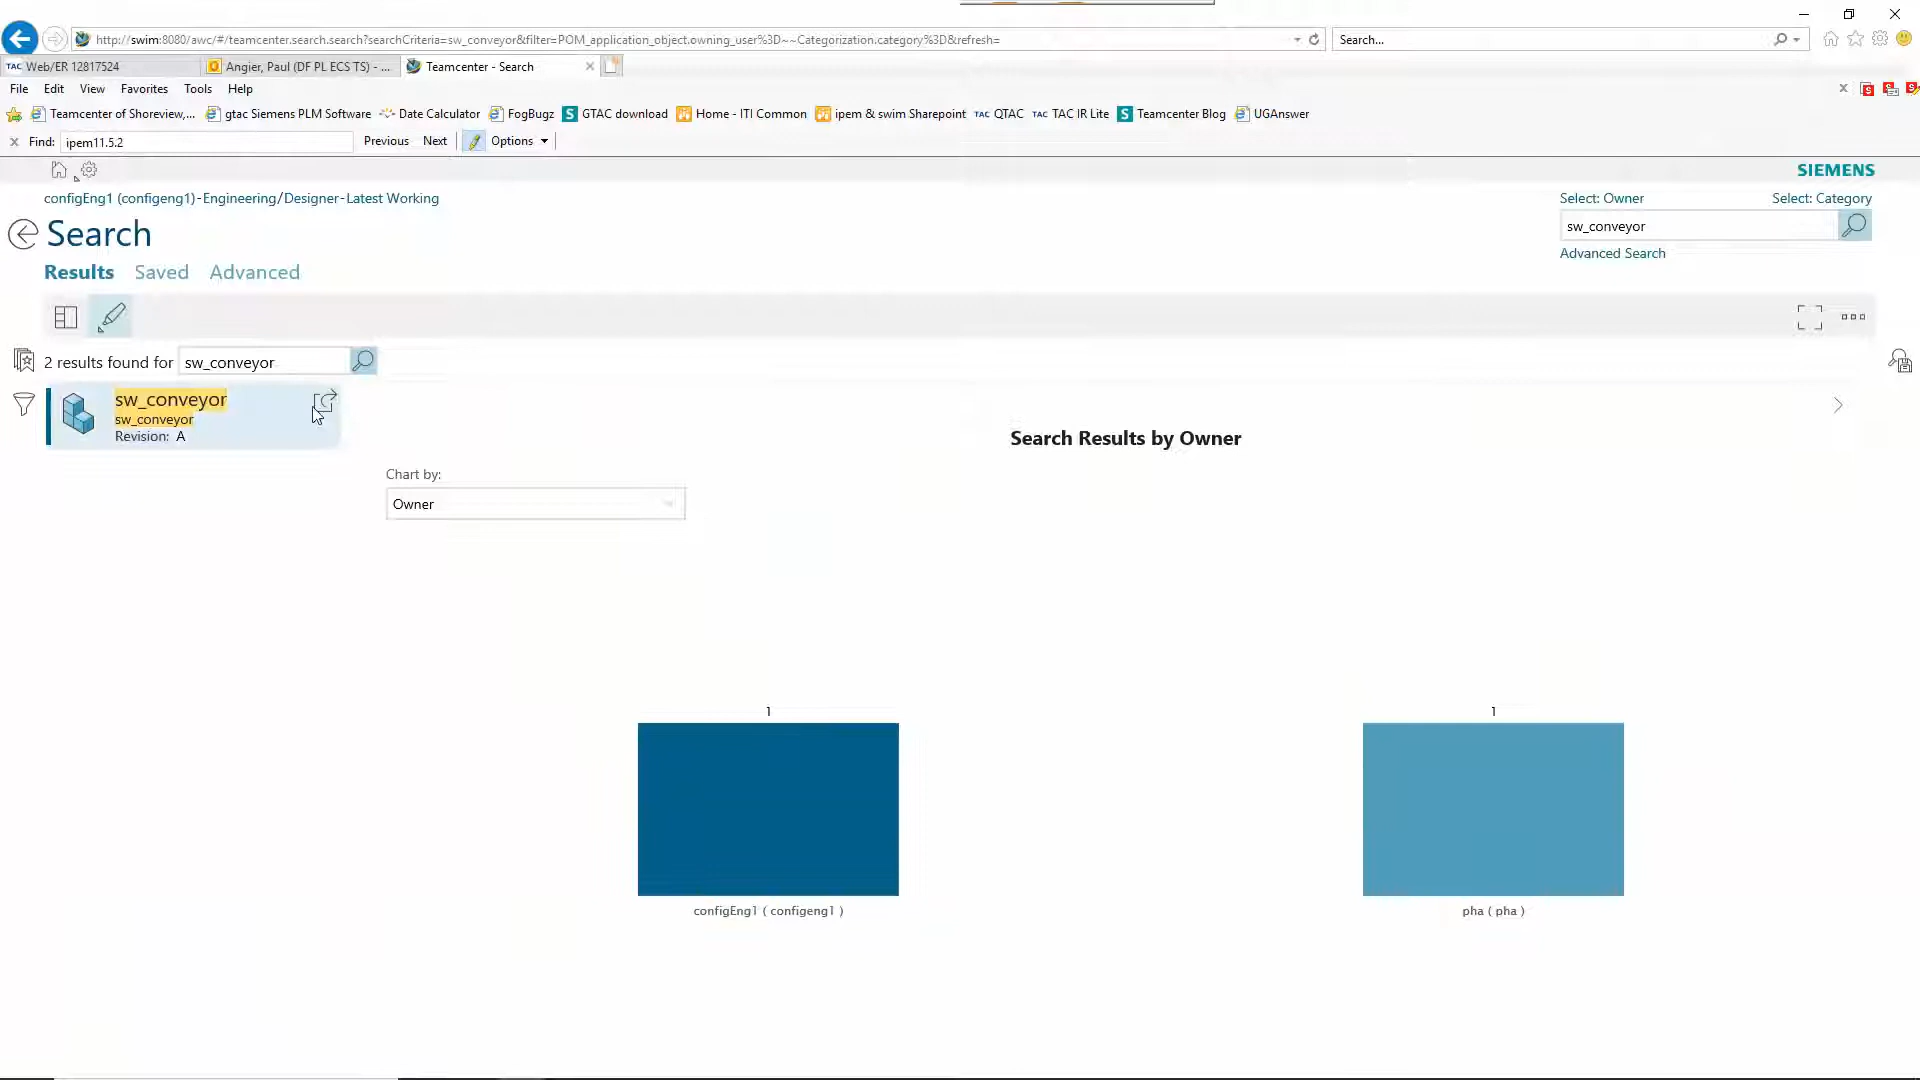 http://swim:8080/awc/#/teamcenter.search.search?searchCriteria=sw_conveyor&filter=POM_application_object.owning_user%3D~~Categorization.category%3D&refresh=
Search...
TAC Web/ER 12817524
Angier, Paul (DF PL ECS TS) - ...
Teamcenter - Search
File Edit View Favorites Tools Help
Teamcenter of Shoreview,... gtac Siemens PLM Software Date Calculator FogBugz GTAC download Home - ITI Common ipem & swim Sharepoint TAC QTAC TAC TAC IR Lite Teamcenter Blog UGAnswer
Find: ipem11.5.2 Previous Next Options
SIEMENS
configEng1 (configeng1)-Engineering/Designer-Latest Working
Select: Owner Select: Category
Search
sw_conveyor
Advanced Search
Results Saved Advanced
2 results found for sw_conveyor
sw_conveyor
sw_conveyor
Revision: A
Search Results by Owner
Chart by:
Owner
1 1
configEng1 ( configeng1 ) pha ( pha )